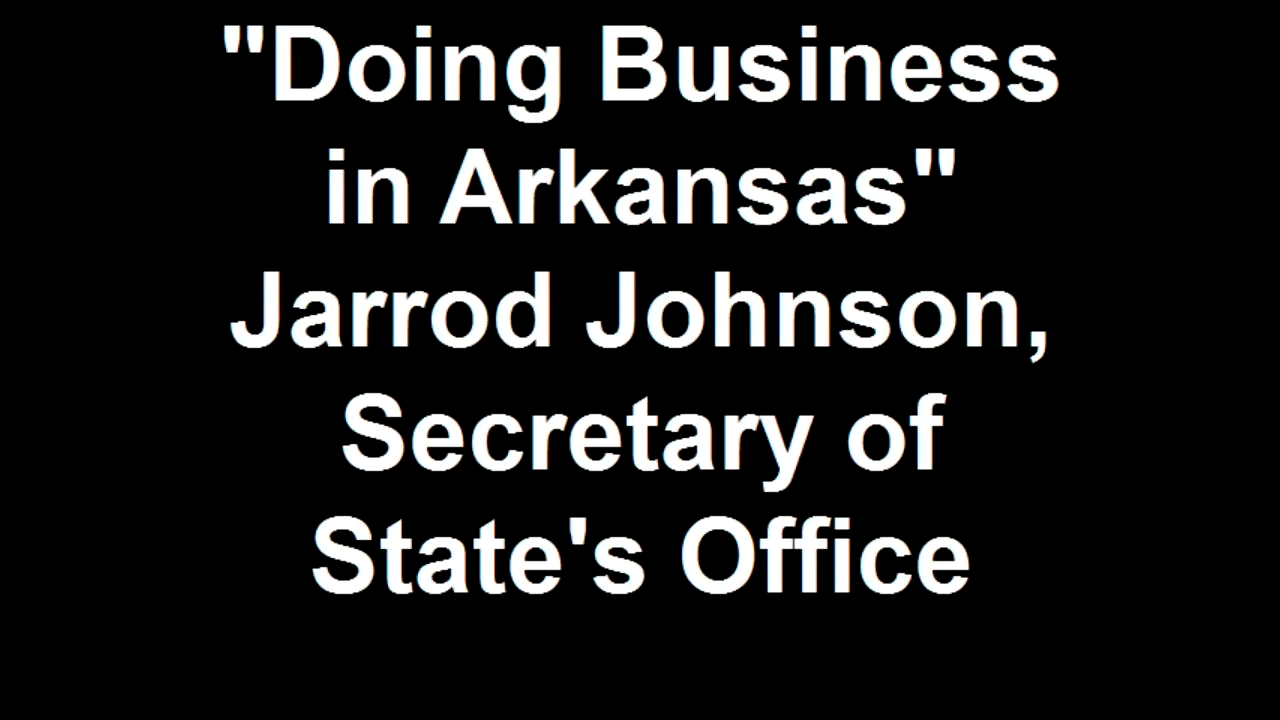 "Doing Business
in Arkansas"
Jarrod Johnson,
Secretary of
State's Office